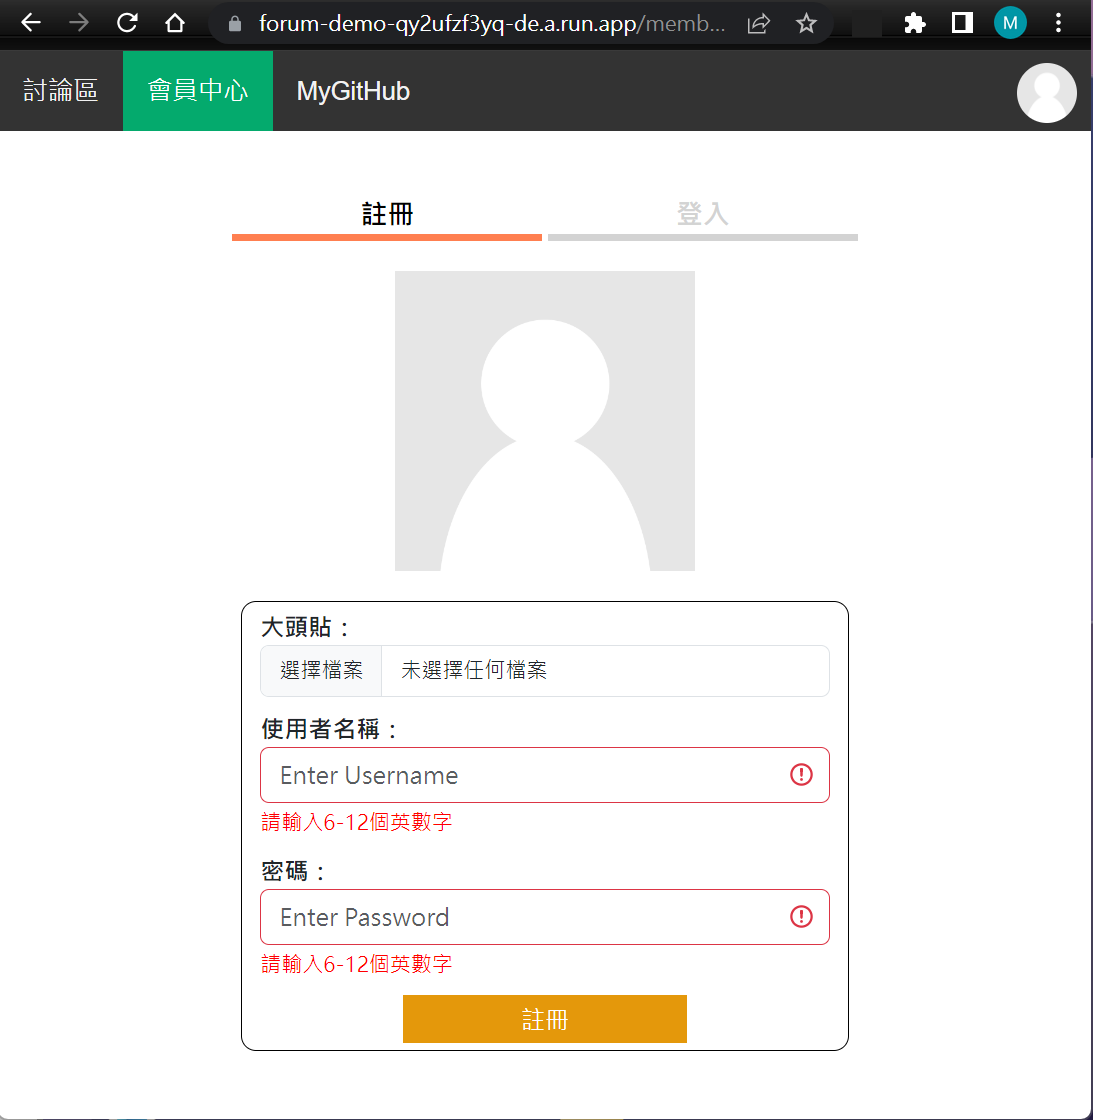 forum-demo-qy2ufzf3yq-de.a.run.app/memb...
M
討論區 會員中心 MyGitHub
註冊 登入
大頭貼：
選擇檔案 未選擇任何檔案
使用者名稱：
Enter Username
請輸入6-12個英數字
密碼：
Enter Password
請輸入6-12個英數字
註冊